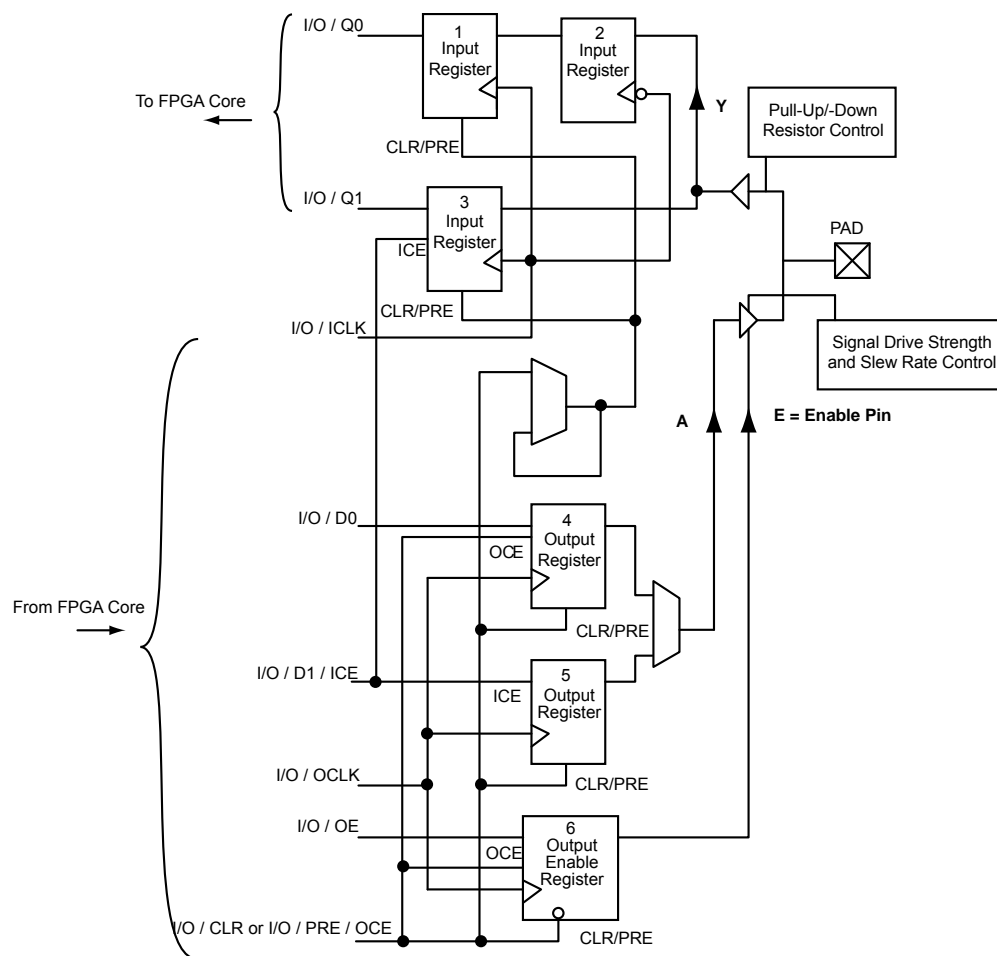 I/O / Q0
1
Input
Register
2
Input
Register
To FPGA Core
Y
Pull-Up/-Down
Resistor Control
CLR/PRE
I/O / Q1
3
Input
Register
ICE
PAD
CLR/PRE
I/O / ICLK
Signal Drive Strength
and Slew Rate Control
A
E = Enable Pin
I/O / D0
4
Output
Register
OCE
From FPGA Core
CLR/PRE
I/O / D1 / ICE
5
Output
Register
ICE
I/O / OCLK
CLR/PRE
I/O / OE
6
Output
Enable
Register
OCE
I/O / CLR or I/O / PRE / OCE
CLR/PRE